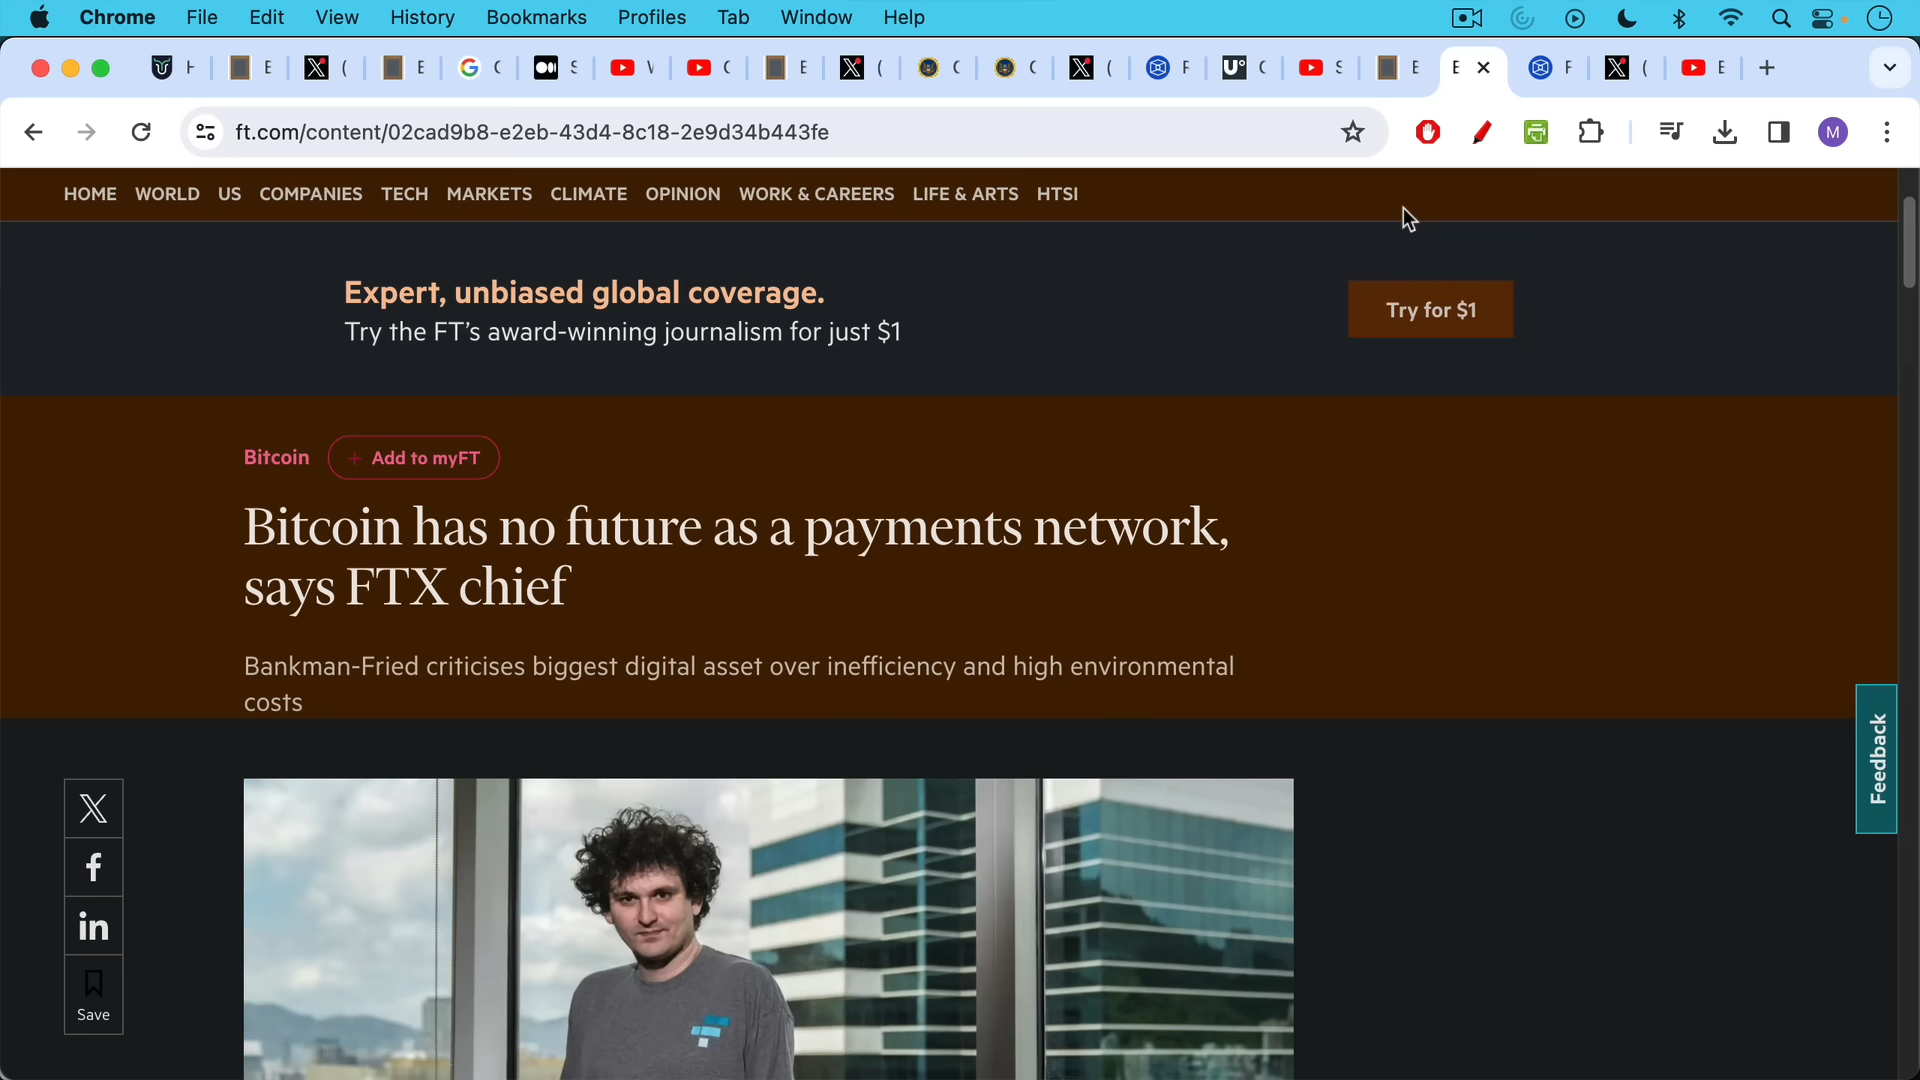 Chrome File Edit View History Bookmarks Profiles Tab Window Help
ft.com/content/02cad9b8-e2eb-43d4-8c18-2e9d34b443fe
M
HOME WORLD US COMPANIES TECH MARKETS CLIMATE OPINION WORK & CAREERS LIFE & ARTS HTSI
Expert, unbiased global coverage.
Try the FT's award-winning journalism for just $1
Try for $1
Bitcoin + Add to myFT
Bitcoin has no future as a payments network,
says FTX chief
Bankman-Fried criticises biggest digital asset over inefficiency and high environmental
costs
Feedback
Save